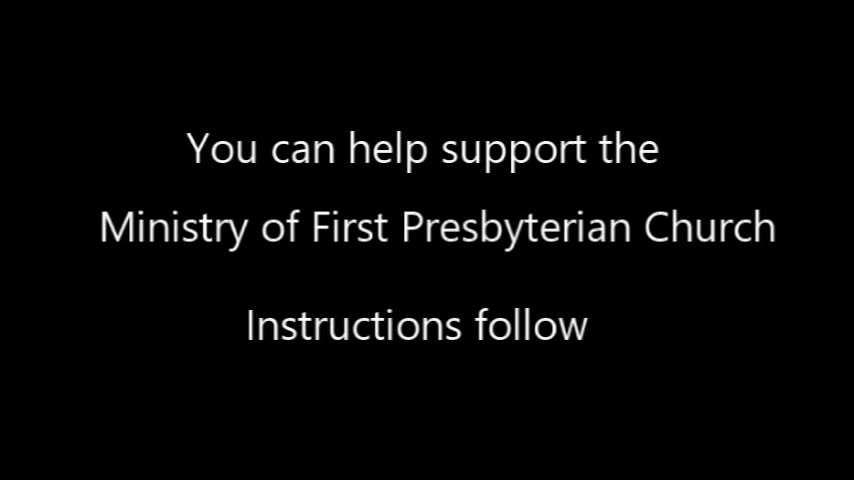 You can help support the
Ministry of First Presbyterian Church
Instructions follow